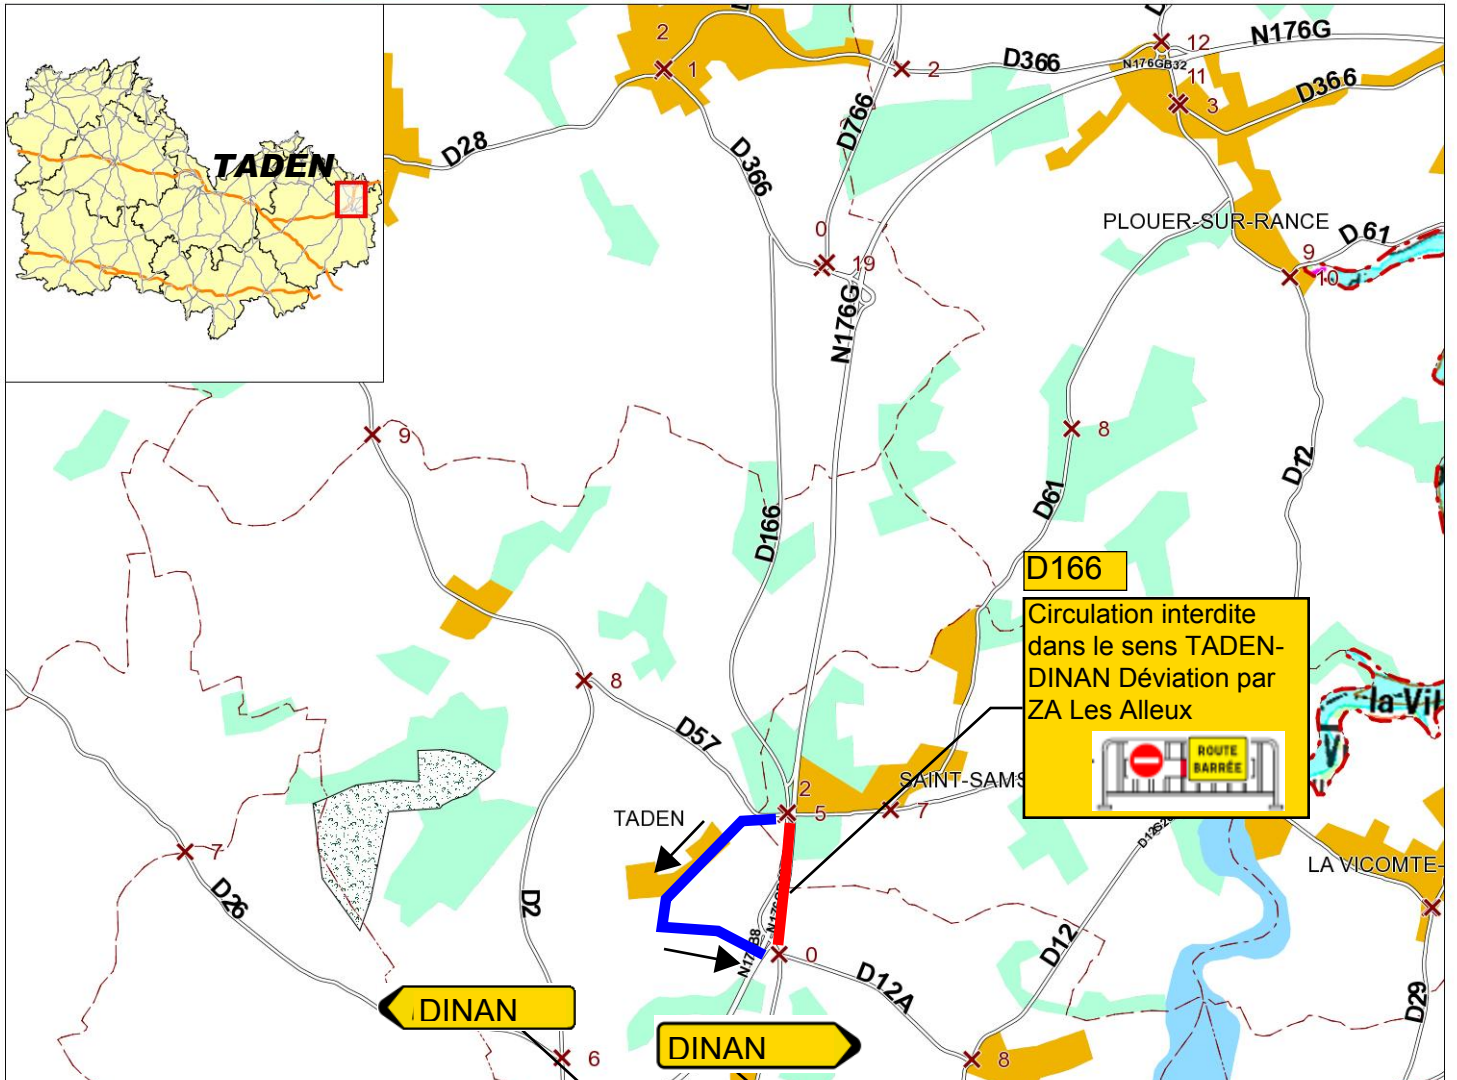 TADEN
2
1
D28
D366
D766
2
D366
12
N176GB32
11
N176G
3
D366
PLOUER-SUR-RANCE
D61
9
10
0
19
N176G
9
8
D61
D12
D166
D166
Circulation interdite
dans le sens TADEN-
DINAN Déviation par
ZA Les Alleux
ROUTE
BARRÉE
8
D57
2
5
7
SAINT-SAMS
TADEN
la Vil
LA VICOMTE-
7
D26
D2
0
D12A
D12
D29
DINAN
DINAN
6
8